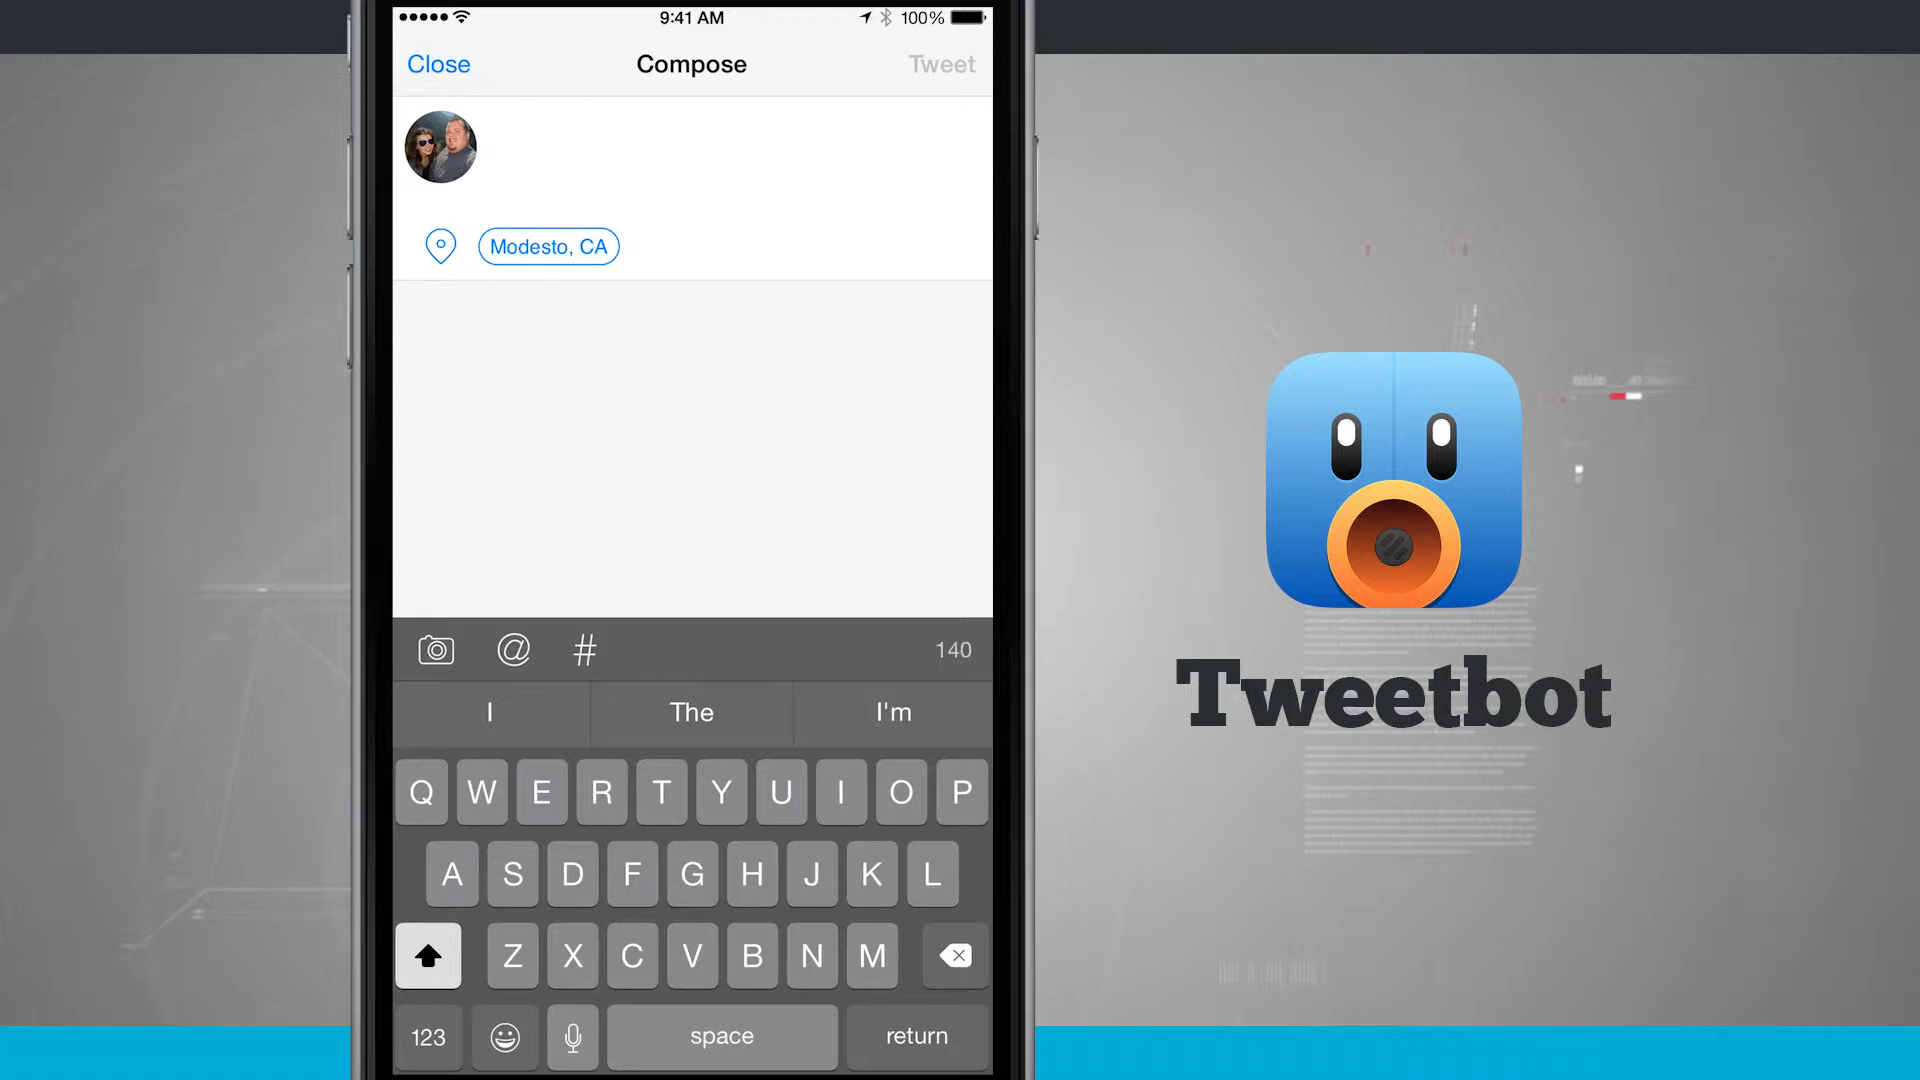 9:41 AM 100%
Close Compose Tweet
Modesto, CA
@ # 140
I The I'm
Q W E R T Y U I O P
A S D F G H J K L
Z X C V B N M
123 space return
Tweetbot